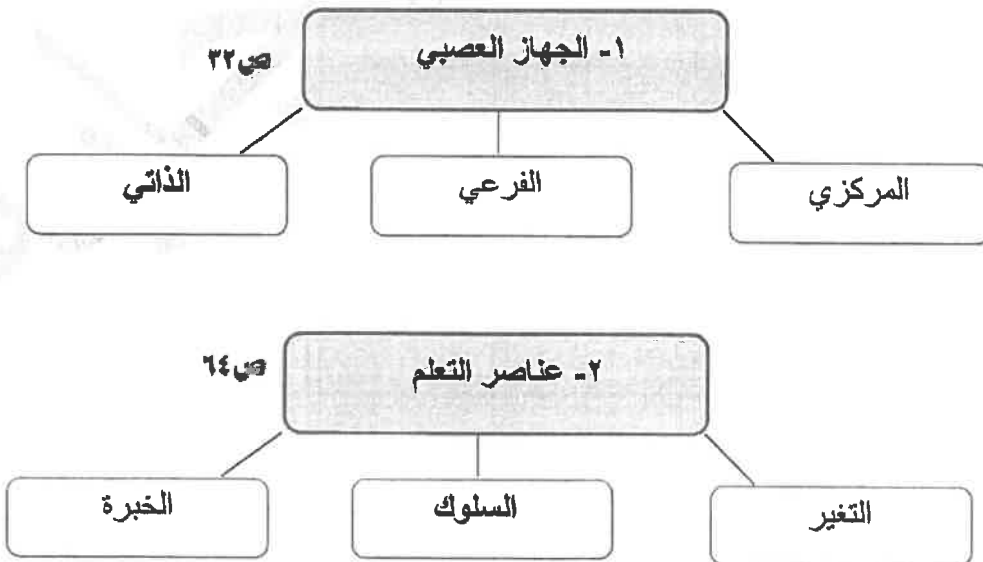 ١- الجهاز العصبي
ص٣٢
المركزي
الفرعي
الذاتي
٢- عناصر التعلم
ص٦٤
التغير
السلوك
الخبرة